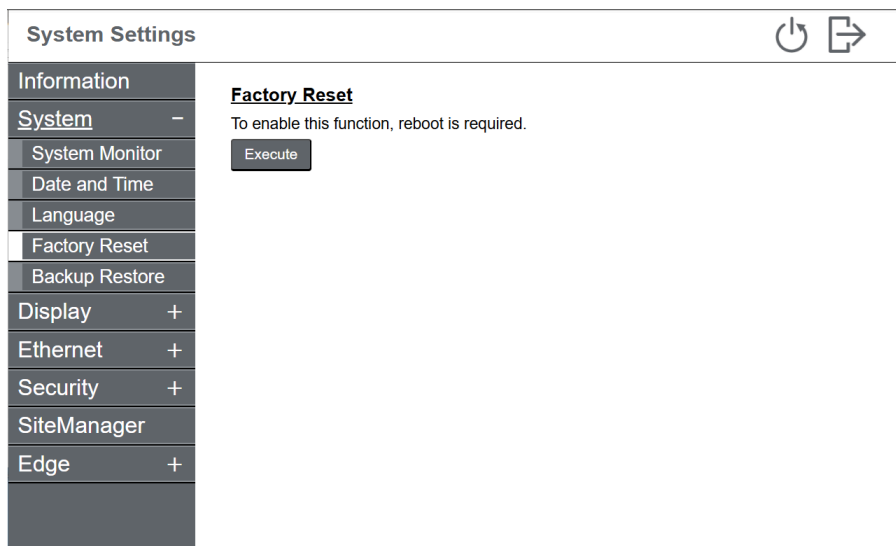 System Settings
Information
System −
System Monitor
Date and Time
Language
Factory Reset
Backup Restore
Display +
Ethernet +
Security +
SiteManager
Edge +
Factory Reset
To enable this function, reboot is required.
Execute